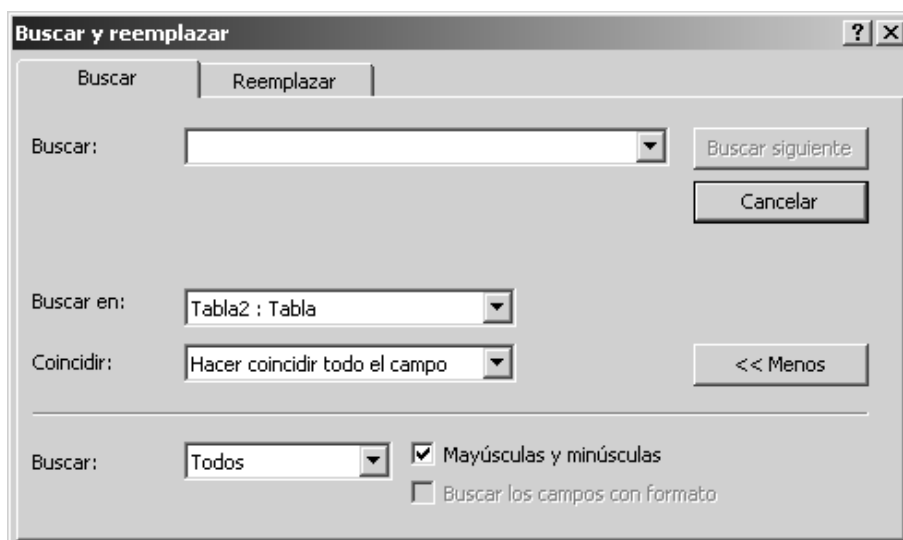 Buscar y reemplazar
Buscar Reemplazar
Buscar: Buscar siguiente
Cancelar
Buscar en: Tabla2 : Tabla
Coincidir: Hacer coincidir todo el campo << Menos
Buscar: Todos Mayúsculas y minúsculas
Buscar los campos con formato